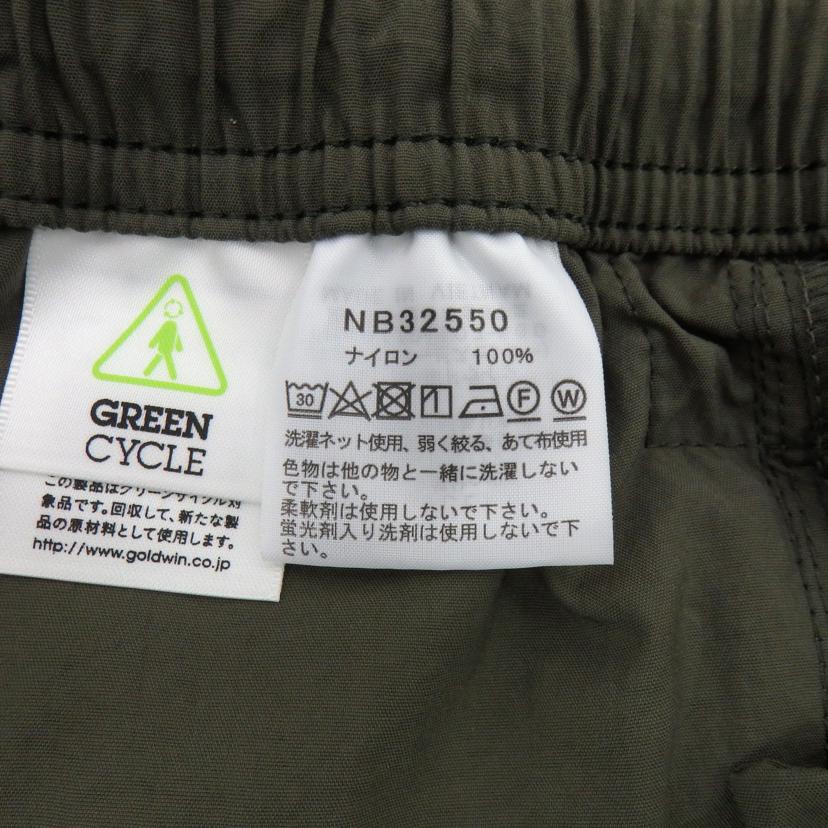 GREEN
CYCLE
この製品はグリーンサイクル対
象品です。回収して、新たな製
品の原材料として使用します。
http://www.goldwin.co.jp
NB32550
ナイロン 100%
30 F W
洗濯ネット使用、弱く絞る、あて布使用
色物は他の物と一緒に洗濯しない
で下さい。
柔軟剤は使用しないで下さい。
蛍光剤入り洗剤は使用しないで下
さい。